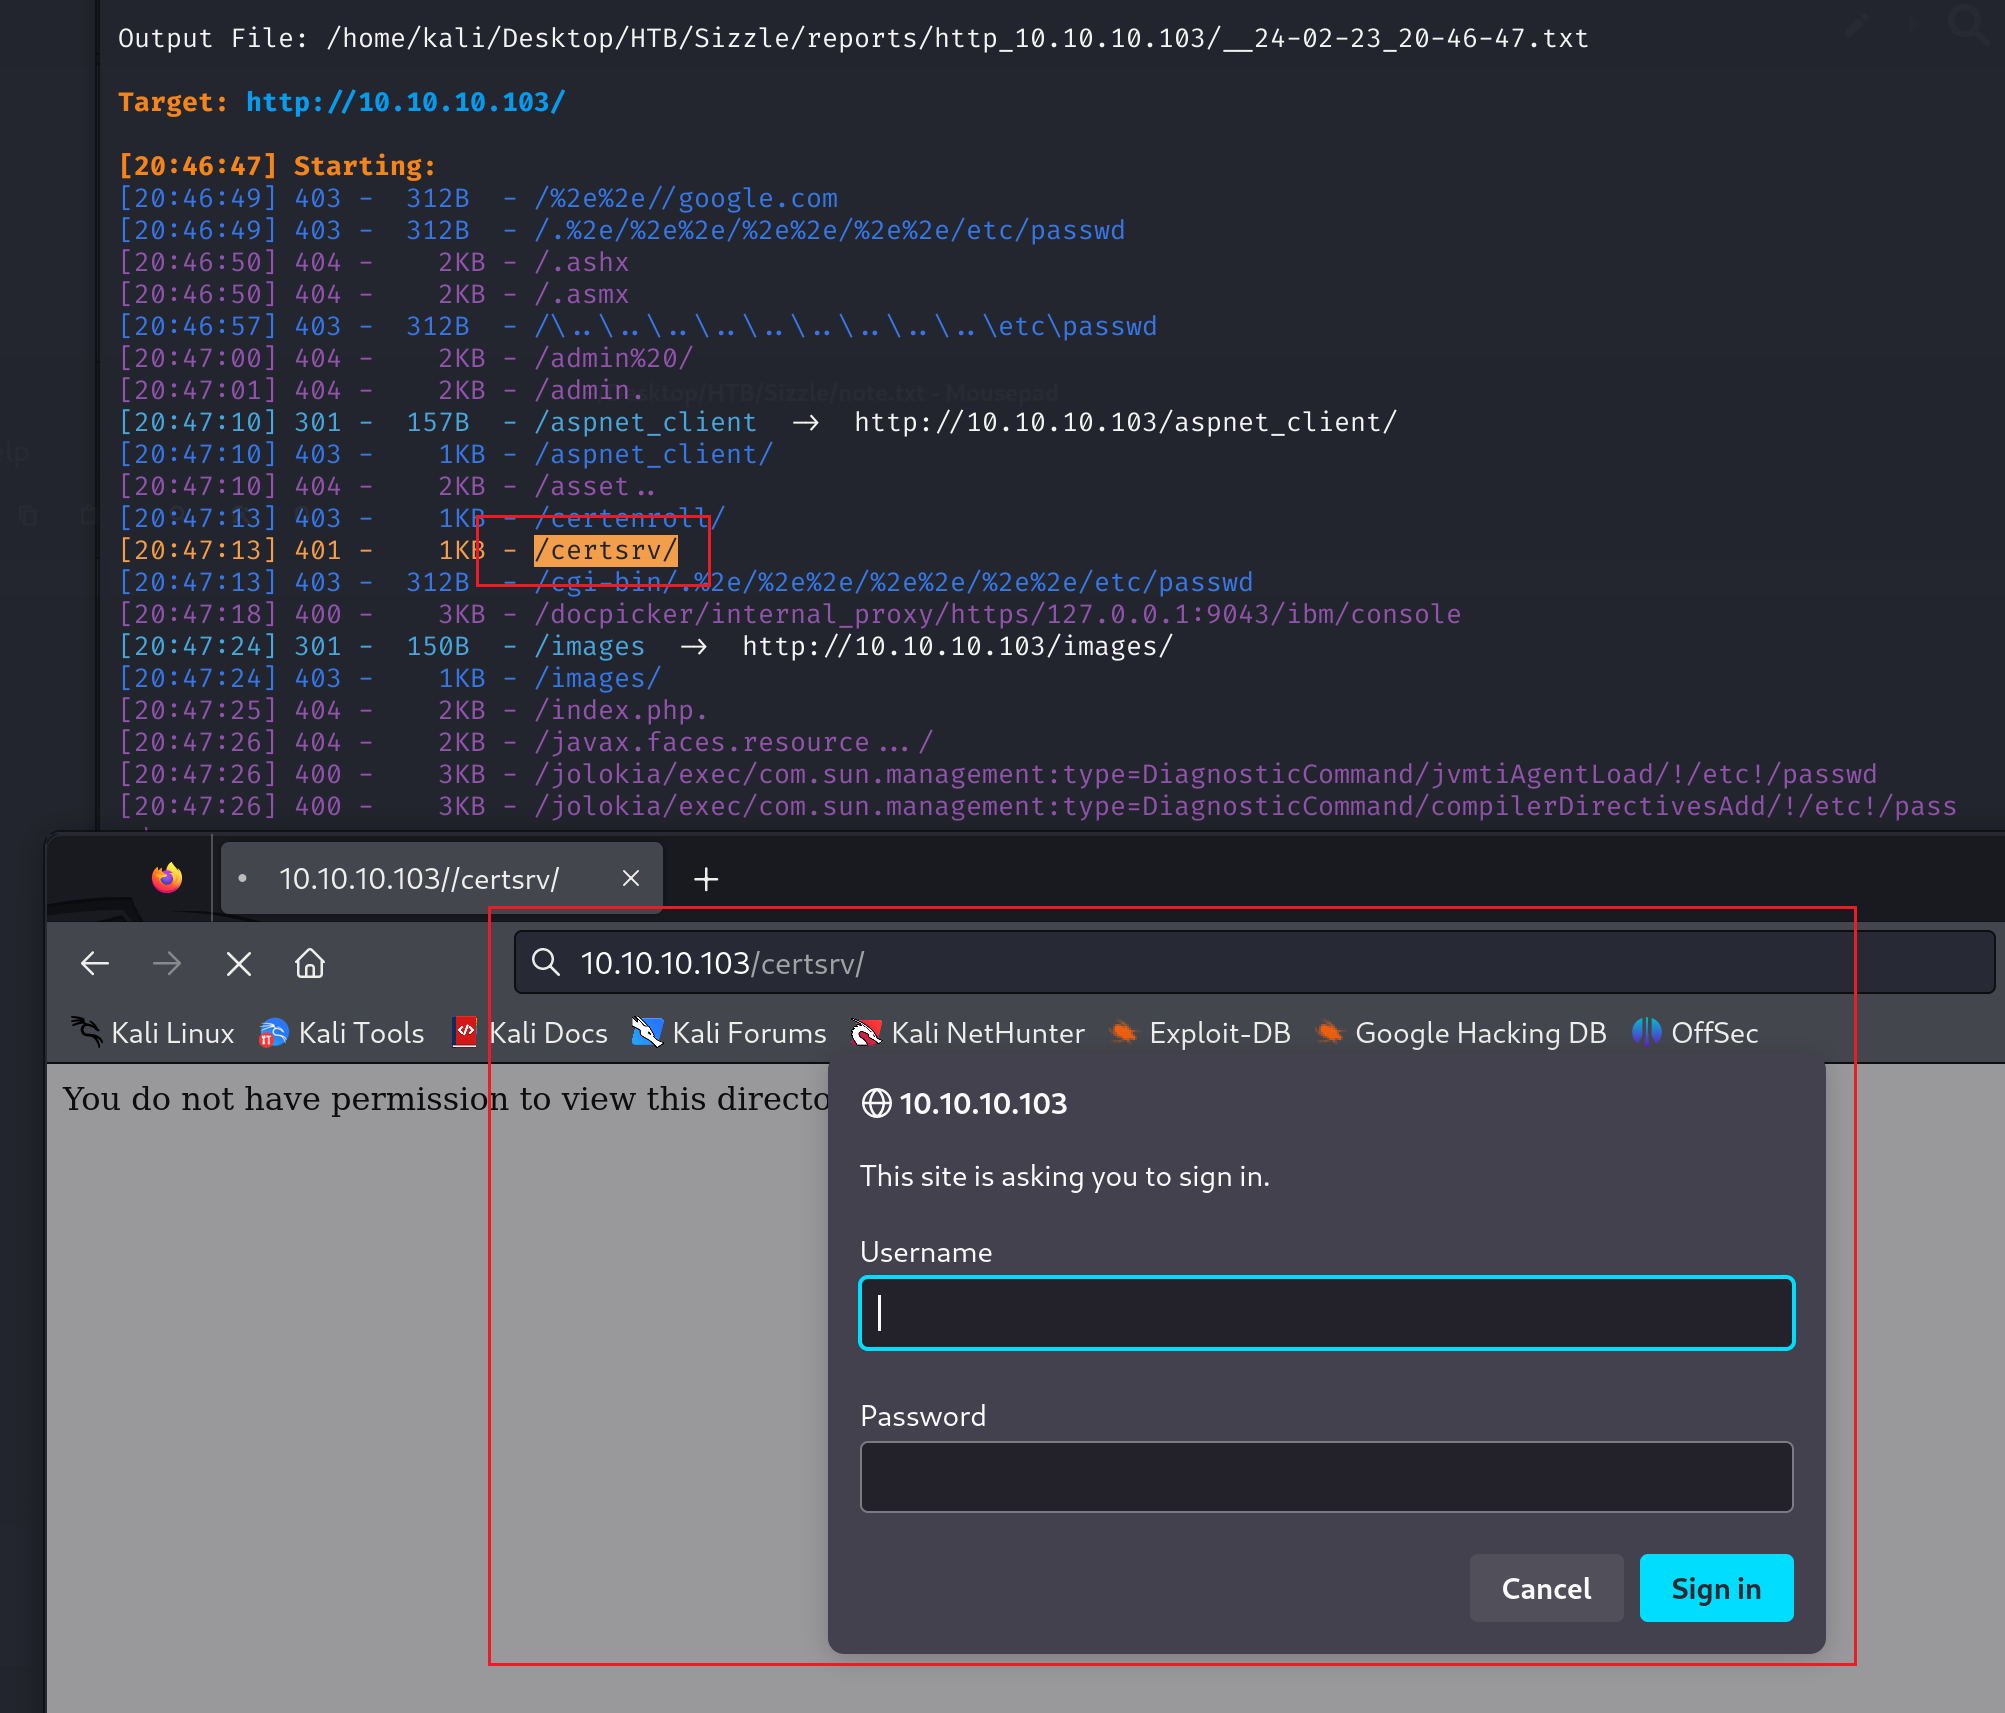 Output File: /home/kali/Desktop/HTB/Sizzle/reports/http_10.10.10.103/__24-02-23_20-46-47.txt
Target: http://10.10.10.103/
[20:46:47] Starting:
[20:46:49] 403 -  312B  - /%2e%2e//google.com
[20:46:49] 403 -  312B  - /.%2e/%2e%2e/%2e%2e/%2e%2e/etc/passwd
[20:46:50] 404 -    2KB - /.ashx
[20:46:50] 404 -    2KB - /.asmx
[20:46:57] 403 -  312B  - /\..\..\..\..\..\..\..\..\..\etc\passwd
[20:47:00] 404 -    2KB - /admin%20/
[20:47:01] 404 -    2KB - /admin.
sktop/HTB/Sizzle/note.txt - Mousepad
[20:47:10] 301 -  157B  - /aspnet_client  ->  http://10.10.10.103/aspnet_client/
[20:47:10] 403 -    1KB - /aspnet_client/
elp
[20:47:10] 404 -    2KB - /asset..
[20:47:13] 403 -    1KB - /certenroll/
[20:47:13] 401 -    1KB - /certsrv/
[20:47:13] 403 -  312B  - /cgi-bin/.%2e/%2e%2e/%2e%2e/%2e%2e/etc/passwd
[20:47:18] 400 -    3KB - /docpicker/internal_proxy/https/127.0.0.1:9043/ibm/console
[20:47:24] 301 -  150B  - /images  ->  http://10.10.10.103/images/
[20:47:24] 403 -    1KB - /images/
[20:47:25] 404 -    2KB - /index.php.
[20:47:26] 404 -    2KB - /javax.faces.resource.../
[20:47:26] 400 -    3KB - /jolokia/exec/com.sun.management:type=DiagnosticCommand/jvmtiAgentLoad/!/etc!/passwd
[20:47:26] 400 -    3KB - /jolokia/exec/com.sun.management:type=DiagnosticCommand/compilerDirectivesAdd/!/etc!/pass
10.10.10.103//certsrv/
10.10.10.103/certsrv/
Kali Linux Kali Tools Kali Docs Kali Forums Kali NetHunter Exploit-DB Google Hacking DB OffSec
You do not have permission to view this directo
10.10.10.103
This site is asking you to sign in.
Username
Password
Cancel Sign in